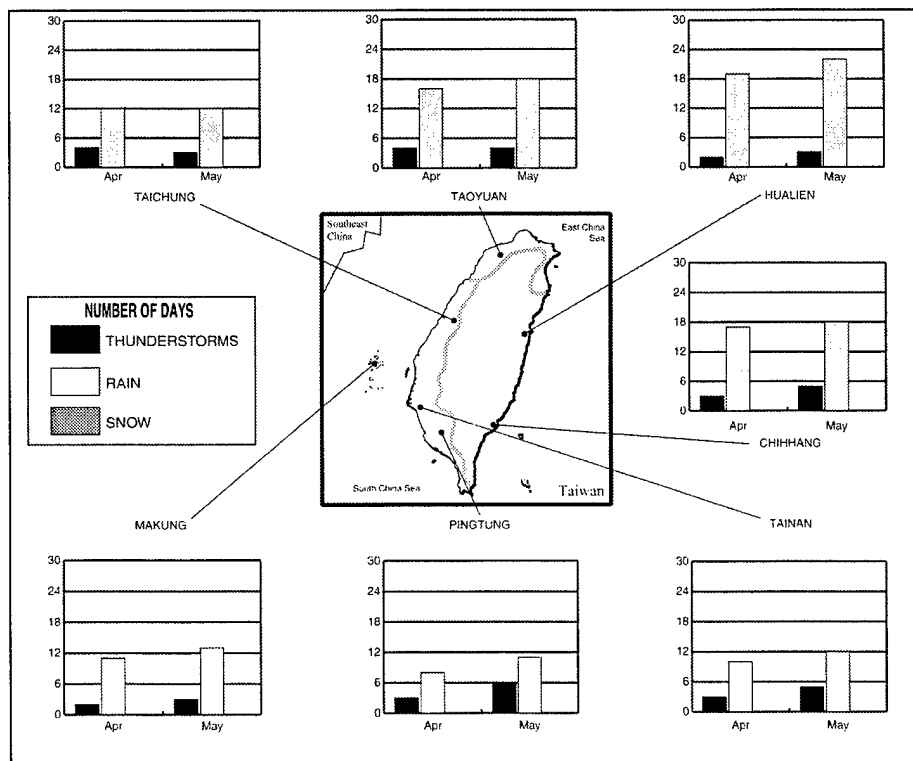 30
24
18
12
6
0
Apr May
TAICHUNG
30
24
18
12
6
0
Apr May
TAOYUAN
30
24
18
12
6
0
Apr May
HUALIEN
Southeast
China
East China
Sea
South China Sea
Taiwan
NUMBER OF DAYS
THUNDERSTORMS
RAIN
SNOW
30
24
18
12
6
0
Apr May
CHIHHANG
MAKUNG
PINGTUNG
TAINAN
30
24
18
12
6
0
Apr May
30
24
18
12
6
0
Apr May
30
24
18
12
6
0
Apr May